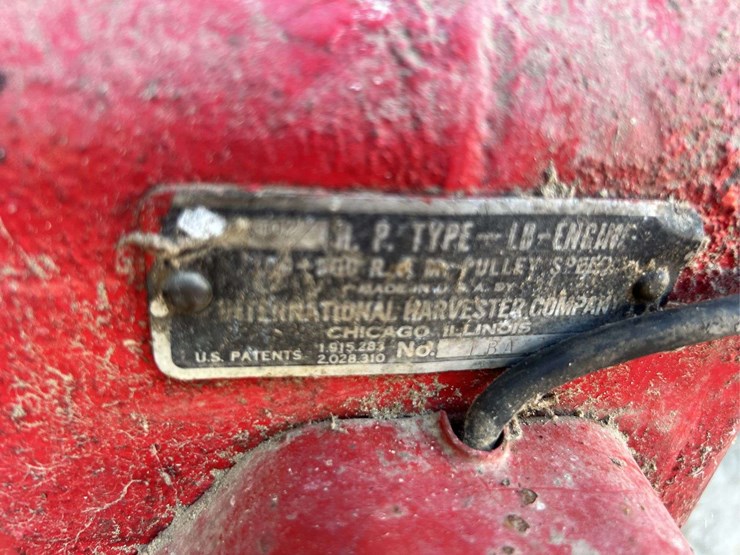 H. P. TYPE-LB-ENGINE
R.P.M. PULLEY SPEED
MADE IN U.S.A. BY
INTERNATIONAL HARVESTER COMPANY
CHICAGO, ILLINOIS
U.S. PATENTS 1.915.283 2.028.310 No. LBA